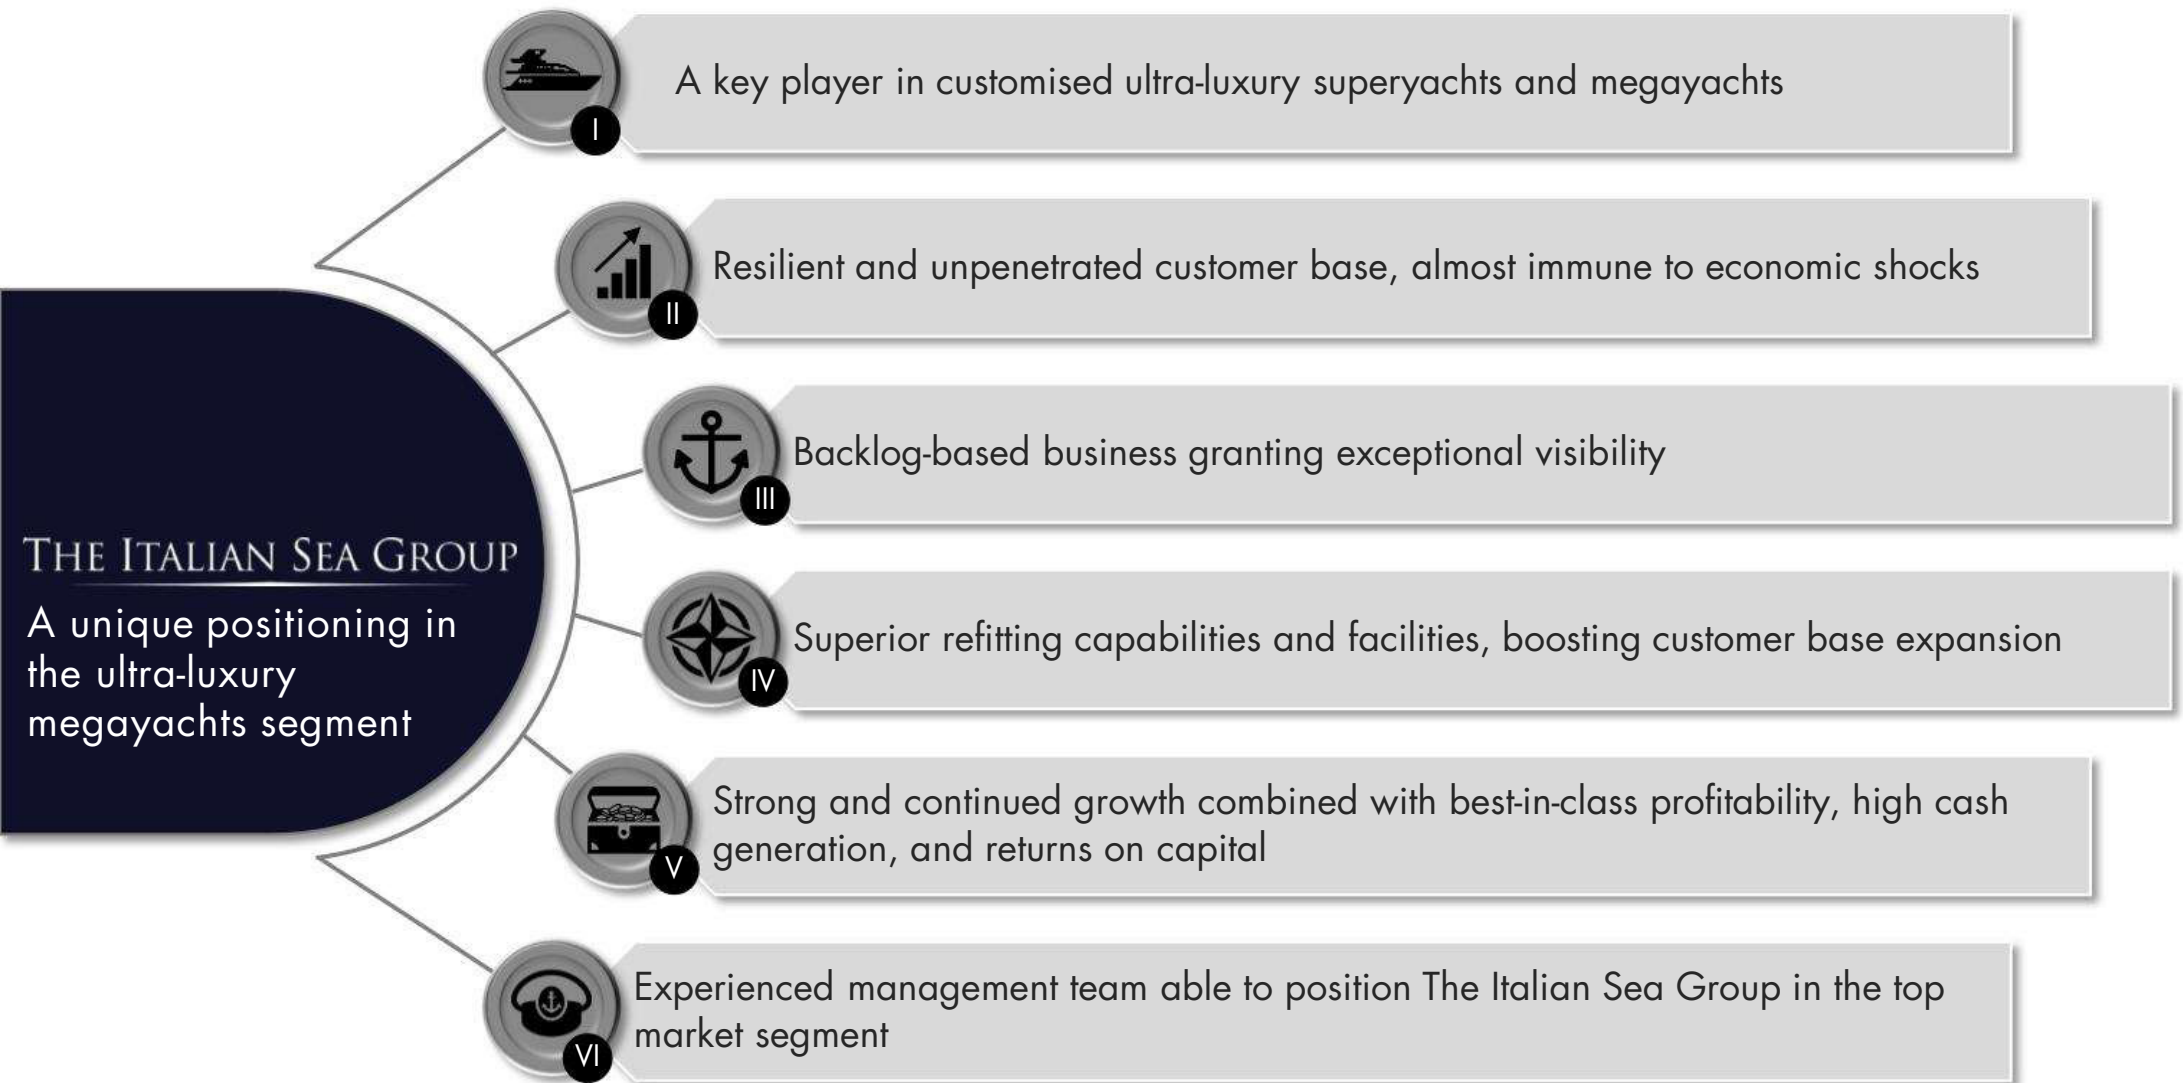 A key player in customised ultra-luxury superyachts and megayachts
I
Resilient and unpenetrated customer base, almost immune to economic shocks
II
Backlog-based business granting exceptional visibility
III
THE ITALIAN SEA GROUP
A unique positioning in
the ultra-luxury
megayachts segment
Superior refitting capabilities and facilities, boosting customer base expansion
IV
Strong and continued growth combined with best-in-class profitability, high cash
generation, and returns on capital
V
Experienced management team able to position The Italian Sea Group in the top
market segment
VI